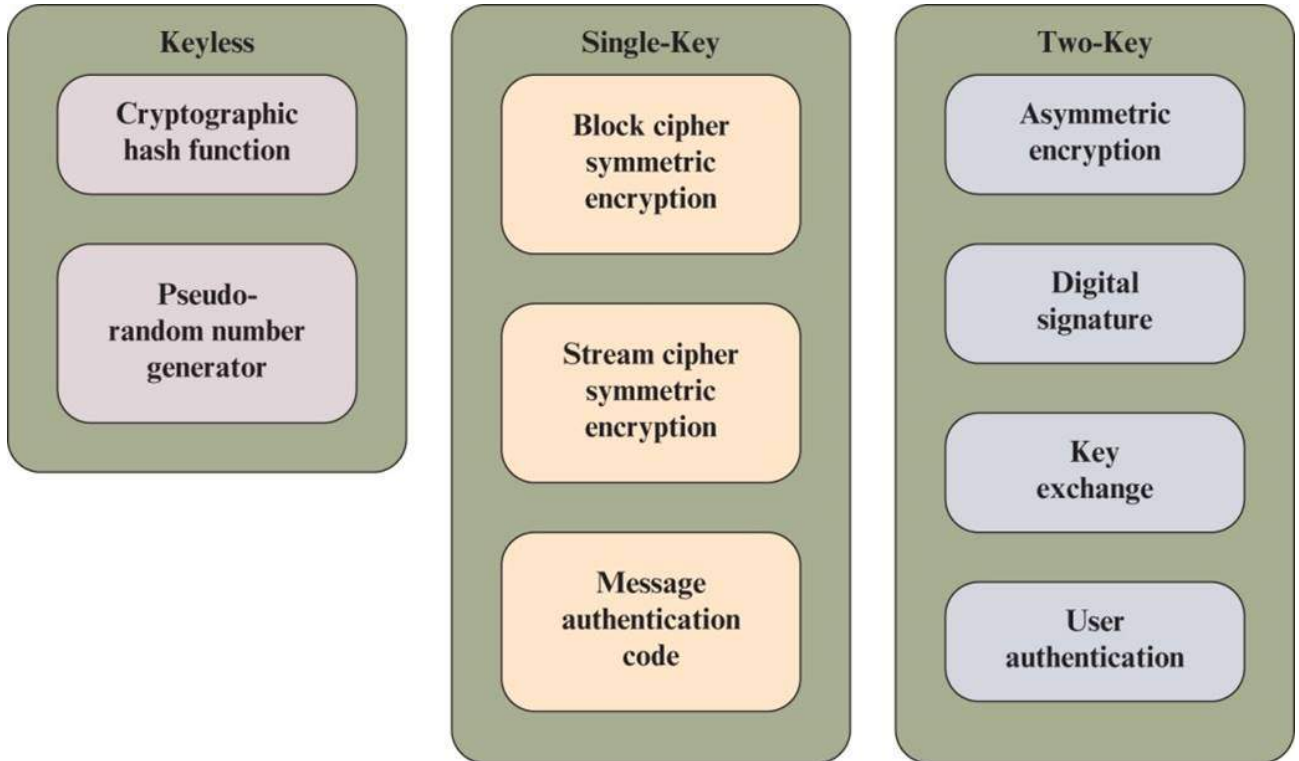 Keyless
Cryptographic
hash function
Pseudo-
random number
generator
Single-Key
Block cipher
symmetric
encryption
Stream cipher
symmetric
encryption
Message
authentication
code
Two-Key
Asymmetric
encryption
Digital
signature
Key
exchange
User
authentication